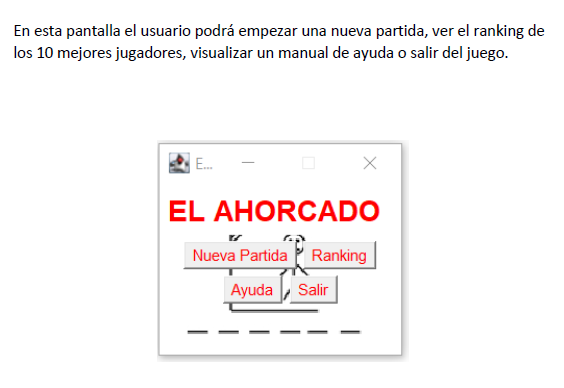 En esta pantalla el usuario podrá empezar una nueva partida, ver el ranking de
los 10 mejores jugadores, visualizar un manual de ayuda o salir del juego.
E...
EL AHORCADO
Nueva Partida Ranking
Ayuda Salir